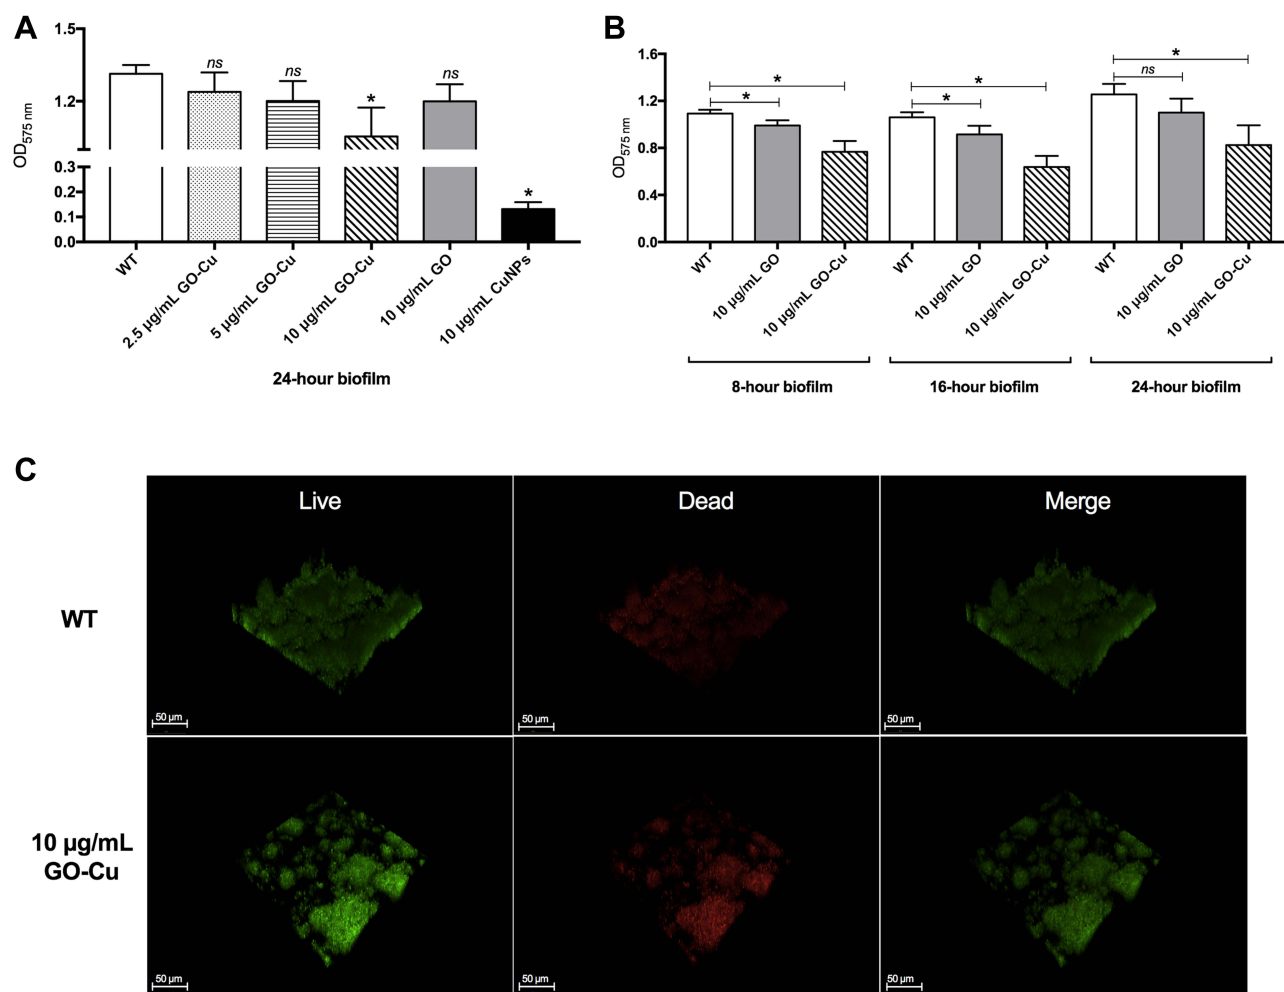 A
OD575 nm
1.5
1.2
0.3
0.2
0.1
0.0
ns
ns
*
ns
*
WT
2.5 µg/mL GO-Cu
5 µg/mL GO-Cu
10 µg/mL GO-Cu
10 µg/mL GO
10 µg/mL CuNPs
24-hour biofilm
B
OD575 nm
1.6
1.2
0.8
0.4
0.0
*
*
*
*
*
ns
WT
10 µg/mL GO
10 µg/mL GO-Cu
WT
10 µg/mL GO
10 µg/mL GO-Cu
WT
10 µg/mL GO
10 µg/mL GO-Cu
8-hour biofilm
16-hour biofilm
24-hour biofilm
C
Live
Dead
Merge
WT
50 µm
50 µm
50 µm
10 µg/mL
GO-Cu
50 µm
50 µm
50 µm